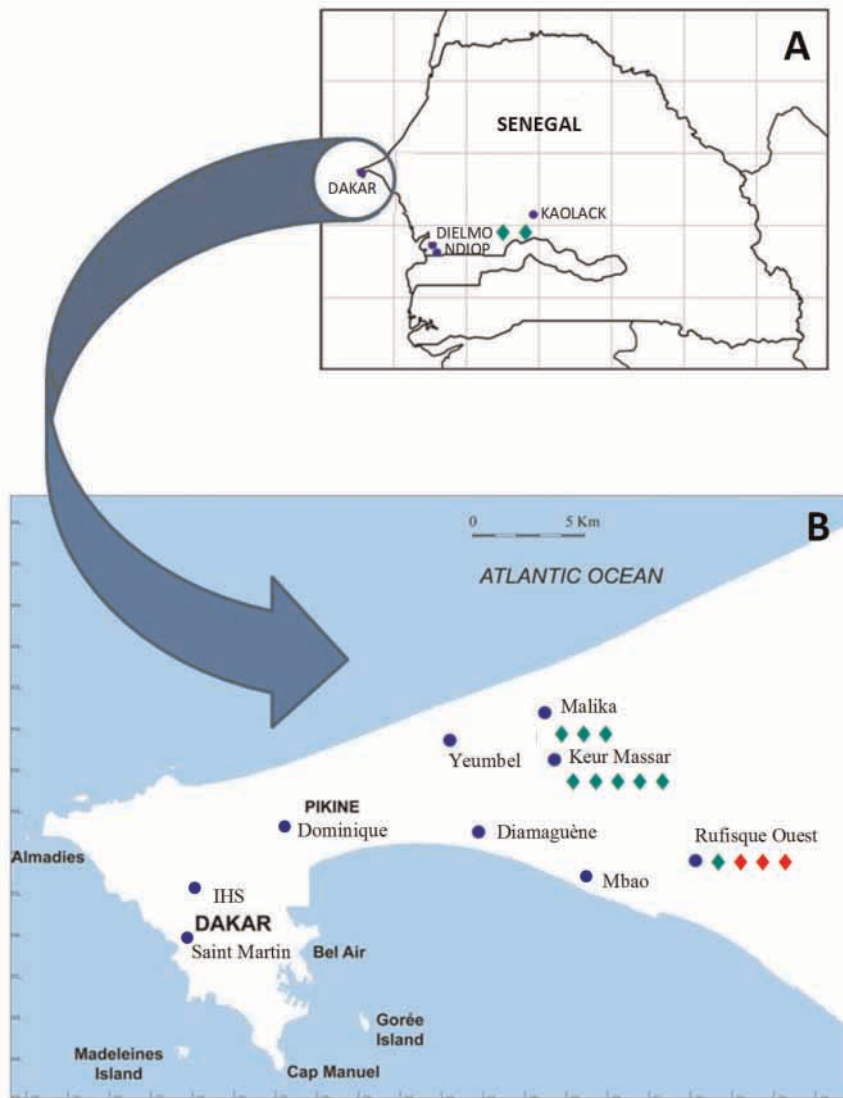 A
SENEGAL
DAKAR
KAOLACK
DIELMO
NDIOP
B
0 5 Km
ATLANTIC OCEAN
Malika
Yeumbel
Keur Massar
PIKINE
Dominique
Diamaguène
Rufisque Ouest
Almadies
Mbao
IHS
DAKAR
Saint Martin
Bel Air
Gorée
Island
Madeleines
Island
Cap Manuel